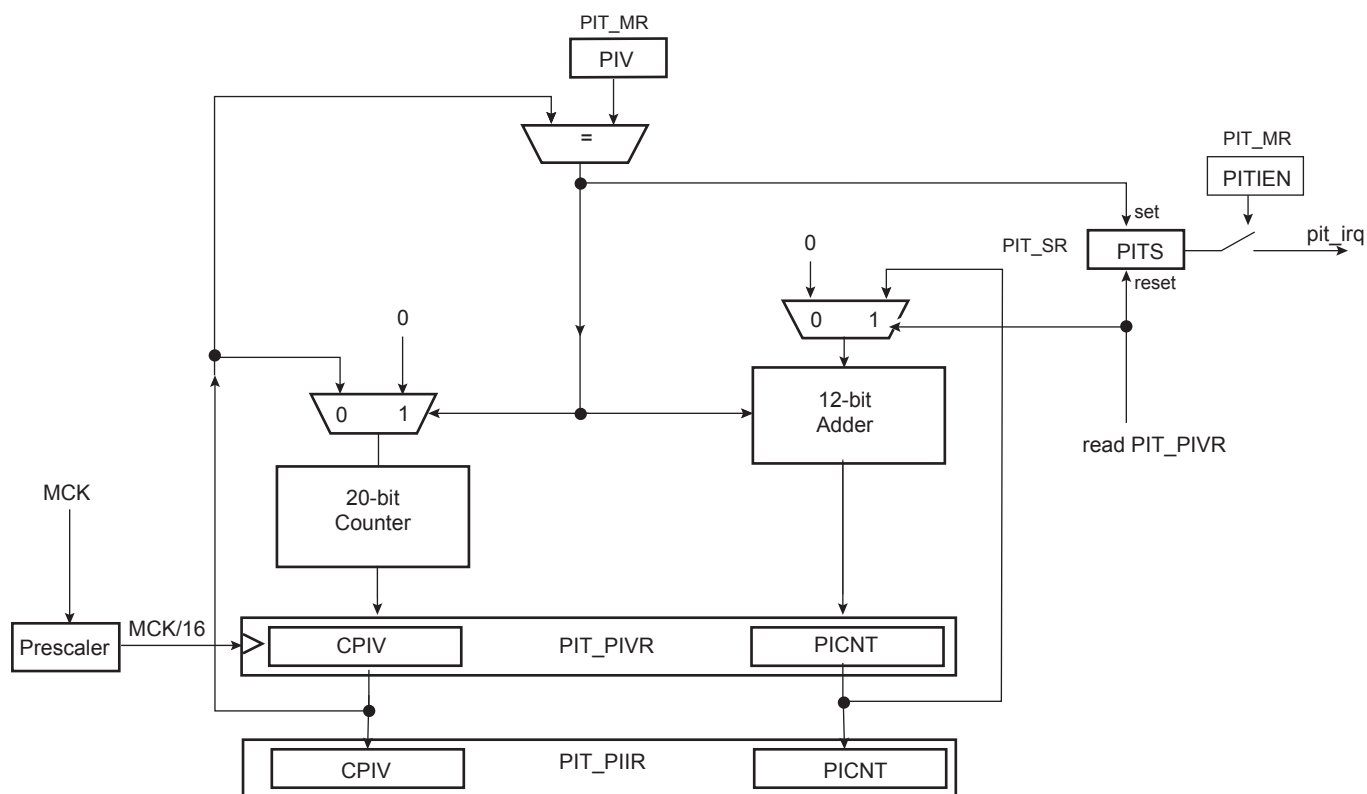 PIT_MR
PIV
=
PIT_MR
PITIEN
set
PIT_SR
PITS
pit_irq
reset
0
0 1
0
0 1
12-bit
Adder
read PIT_PIVR
20-bit
Counter
MCK
MCK/16
Prescaler
CPIV
PIT_PIVR
PICNT
CPIV
PIT_PIIR
PICNT